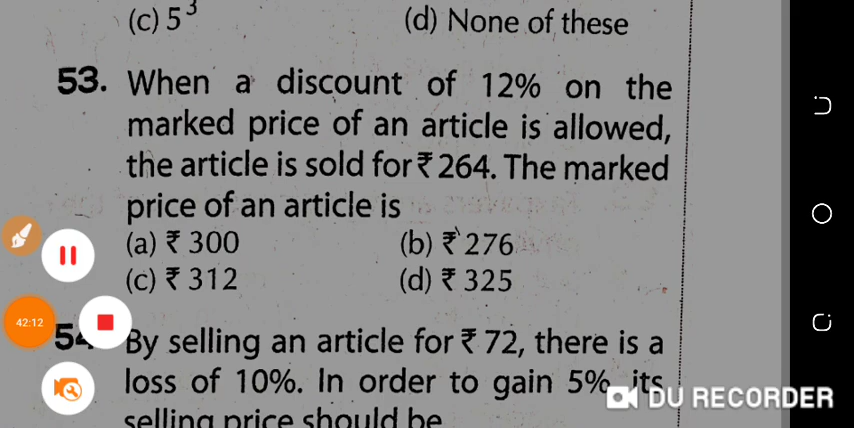 (c) 5³
(d) None of these
53. When a discount of 12% on the
marked price of an article is allowed,
the article is sold for ₹ 264. The marked
price of an article is
(a) ₹ 300
(b) ₹ 276
(c) ₹ 312
(d) ₹ 325
42:12
54 By selling an article for ₹ 72, there is a
loss of 10%. In order to gain 5%, its
selling price should be
DU RECORDER